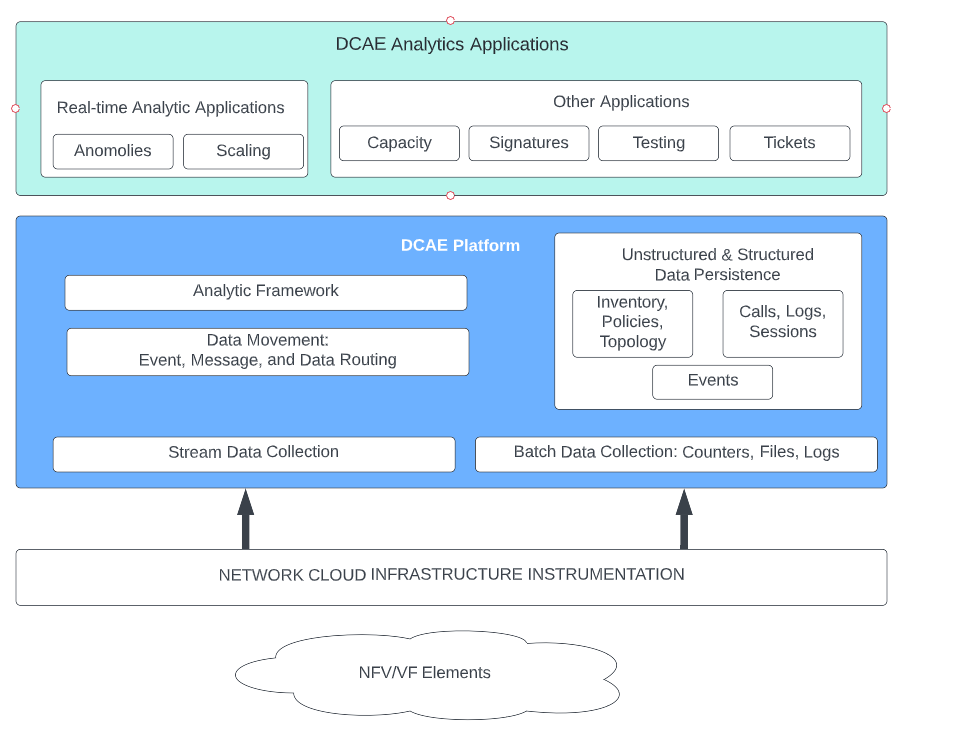 DCAE Analytics Applications
Real-time Analytic Applications
Anomolies
Scaling
Other Applications
Capacity
Signatures
Testing
Tickets
DCAE Platform
Analytic Framework
Data Movement:
Event, Message, and Data Routing
Unstructured & Structured
Data Persistence
Inventory,
Policies,
Topology
Calls, Logs,
Sessions
Events
Stream Data Collection
Batch Data Collection: Counters, Files, Logs
NETWORK CLOUD INFRASTRUCTURE INSTRUMENTATION
NFV/VF Elements